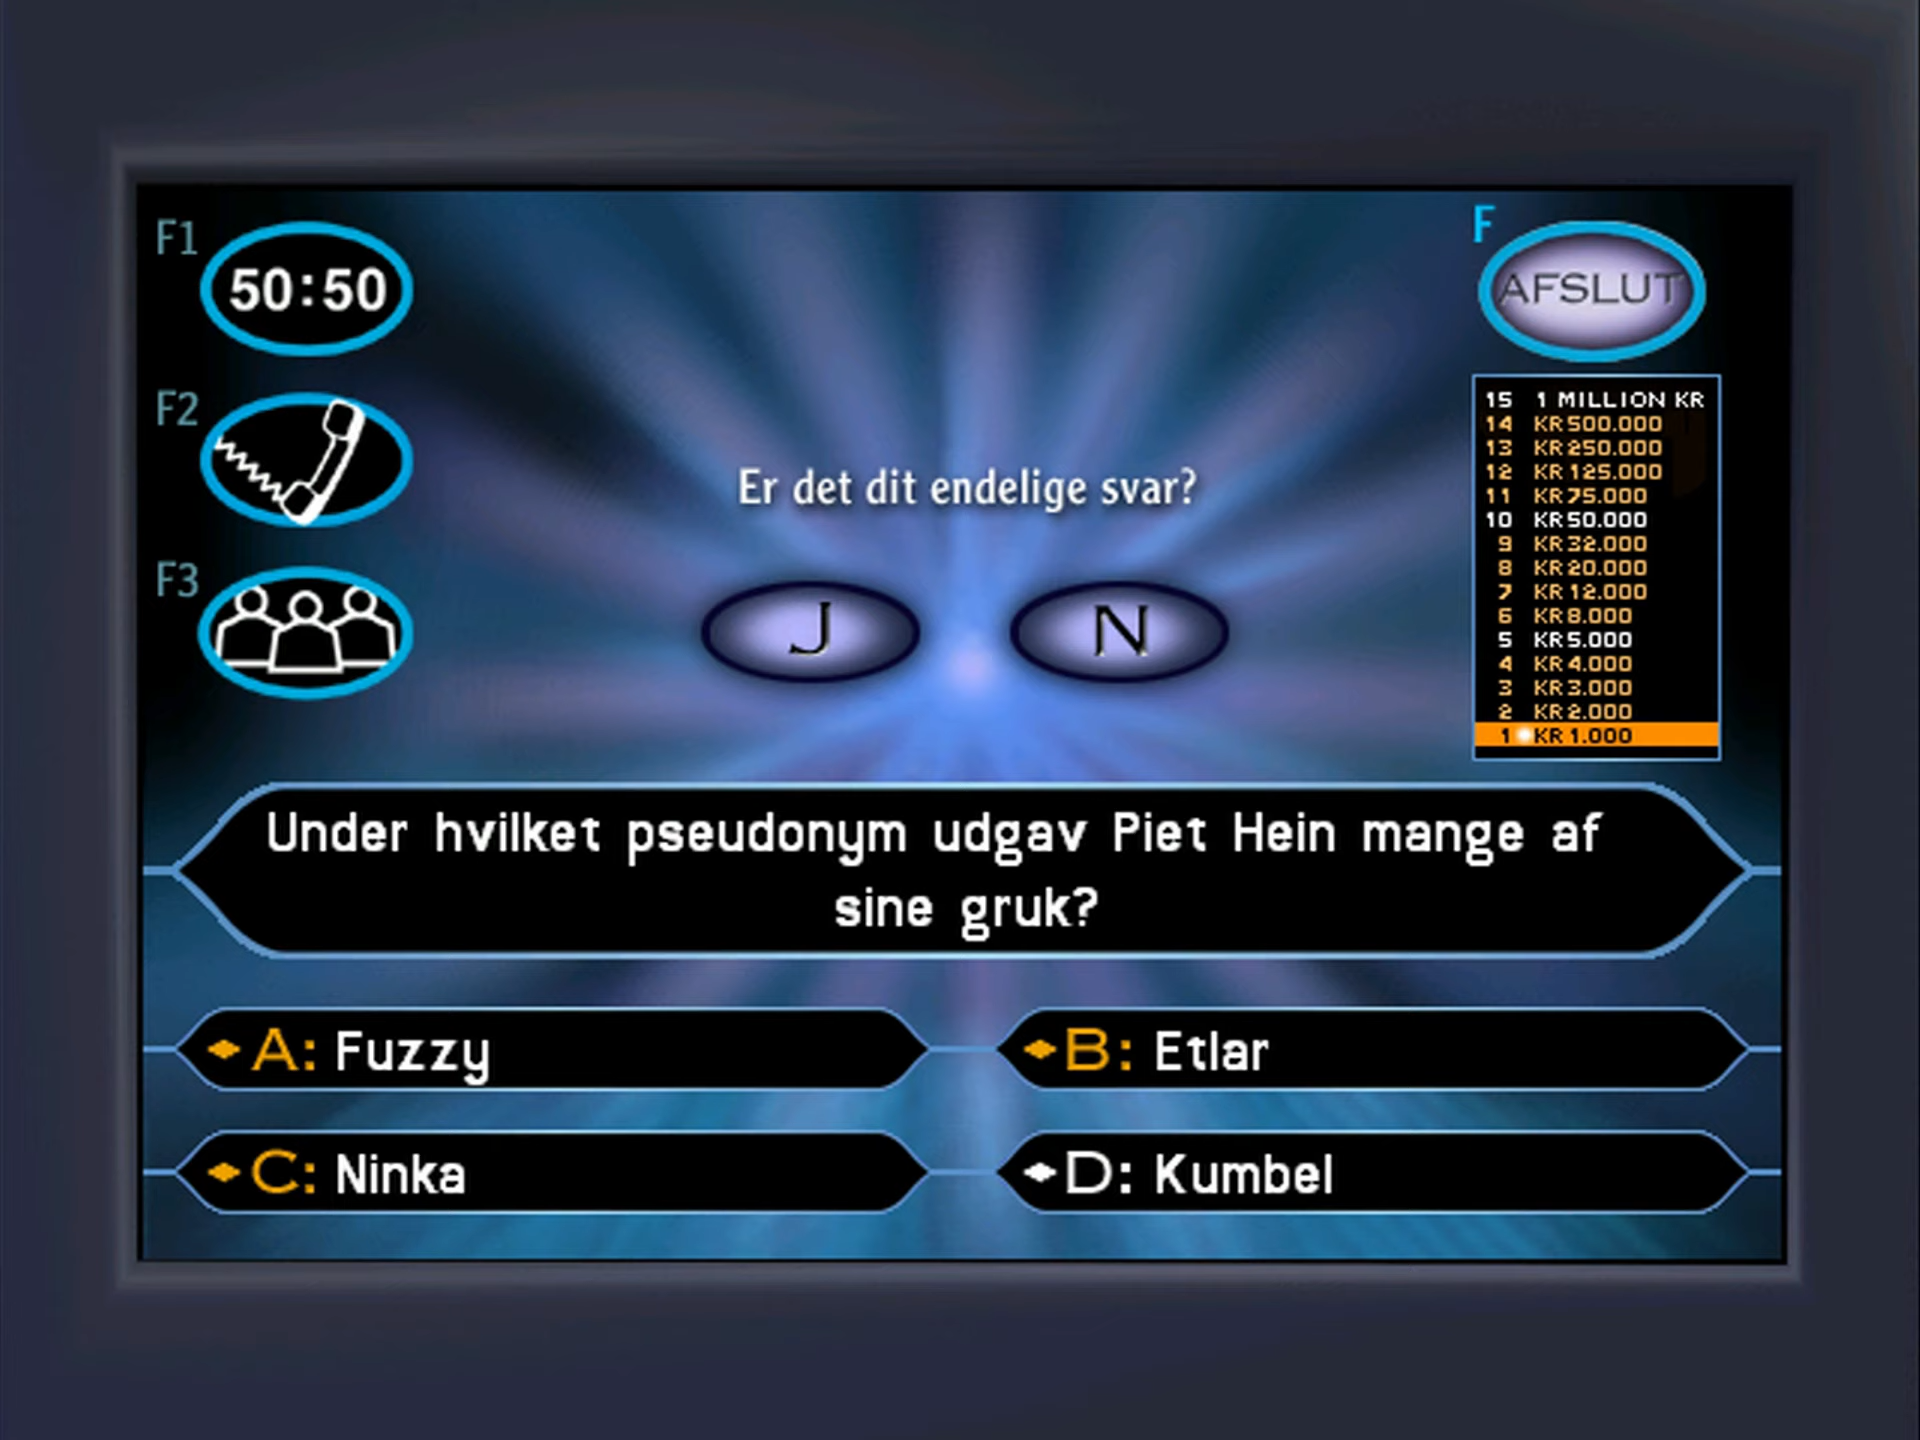 F1
50:50
F2
F3
F
AFSLUT
15 1 MILLION KR
14 KR 500.000
13 KR 250.000
12 KR 125.000
11 KR 75.000
10 KR 50.000
9 KR 32.000
8 KR 20.000
7 KR 12.000
6 KR 8.000
5 KR 5.000
4 KR 4.000
3 KR 3.000
2 KR 2.000
1 KR 1.000
Er det dit endelige svar?
J N
Under hvilket pseudonym udgav Piet Hein mange af
sine gruk?
A: Fuzzy
B: Etlar
C: Ninka
D: Kumbel